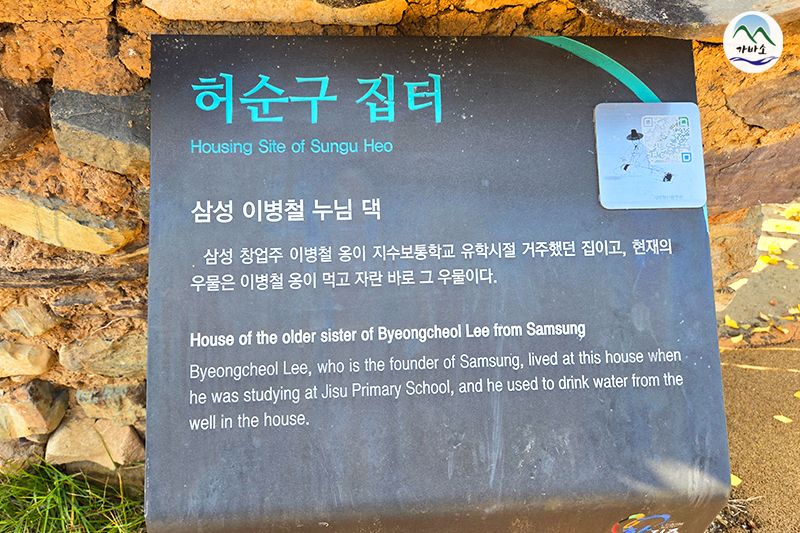 가바소
허순구 집터
Housing Site of Sungu Heo
삼성 이병철 누님 댁
삼성 창업주 이병철 옹이 지수보통학교 유학시절 거주했던 집이고, 현재의
우물은 이병철 옹이 먹고 자란 바로 그 우물이다.
House of the older sister of Byeongcheol Lee from Samsung
Byeongcheol Lee, who is the founder of Samsung, lived at this house when
he was studying at Jisu Primary School, and he used to drink water from the
well in the house.